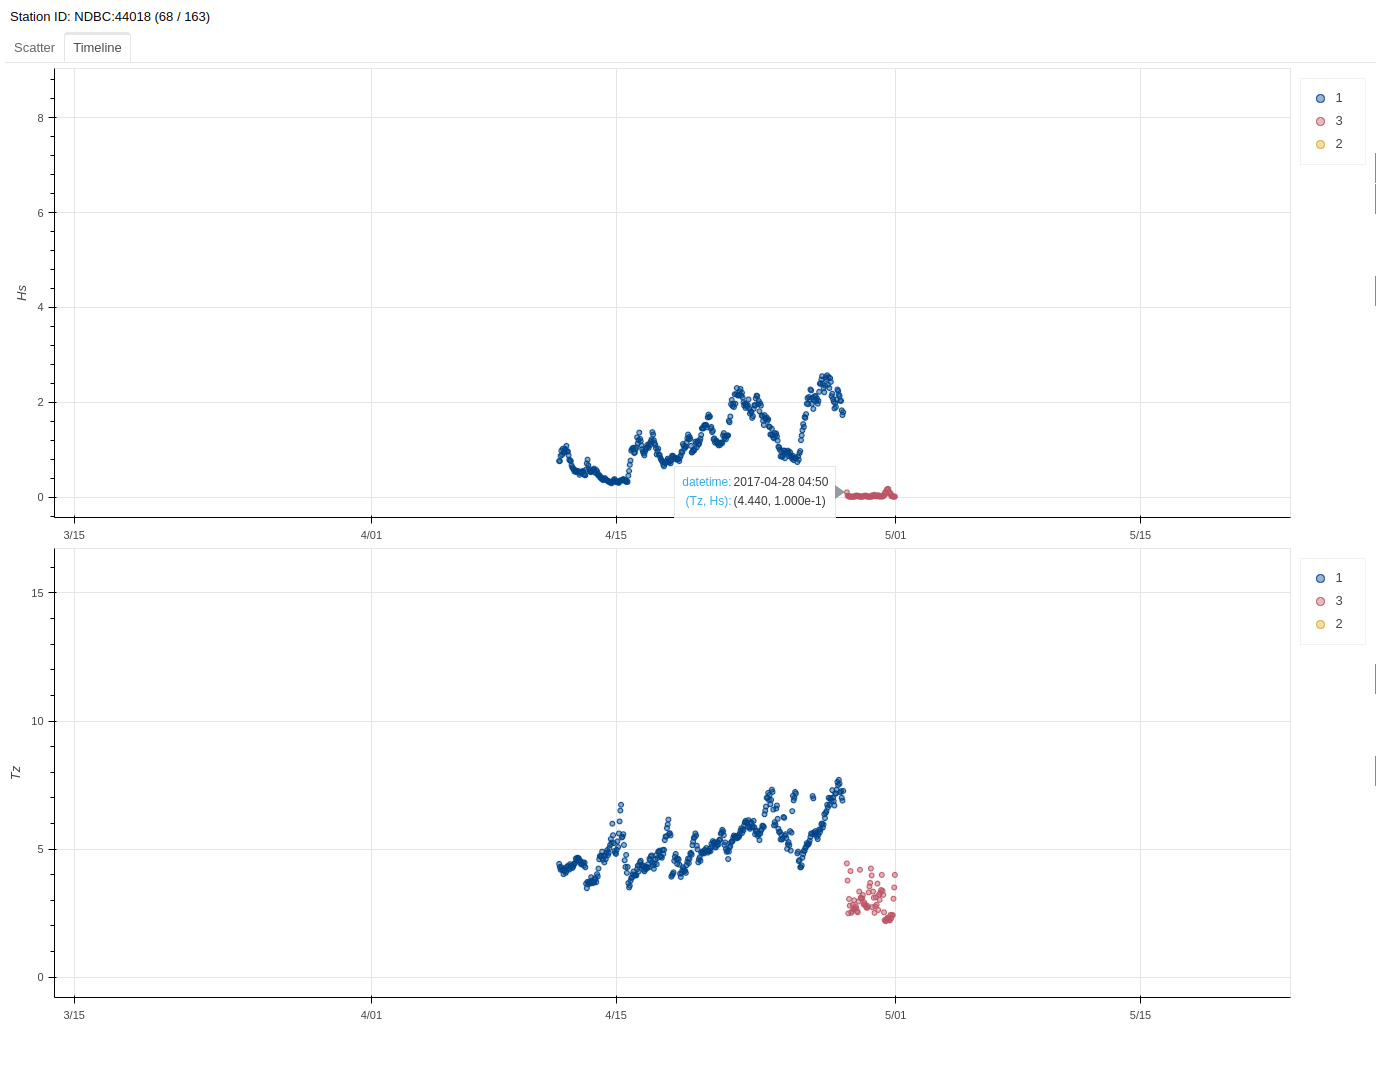 Station ID: NDBC:44018 (68 / 163)
Scatter Timeline
8
6
4
2
0
Hs
3/15 4/01 4/15 5/01 5/15
datetime: 2017-04-28 04:50
(Tz, Hs): (4.440, 1.000e-1)
1
3
2
15
10
5
0
Tz
3/15 4/01 4/15 5/01 5/15
1
3
2